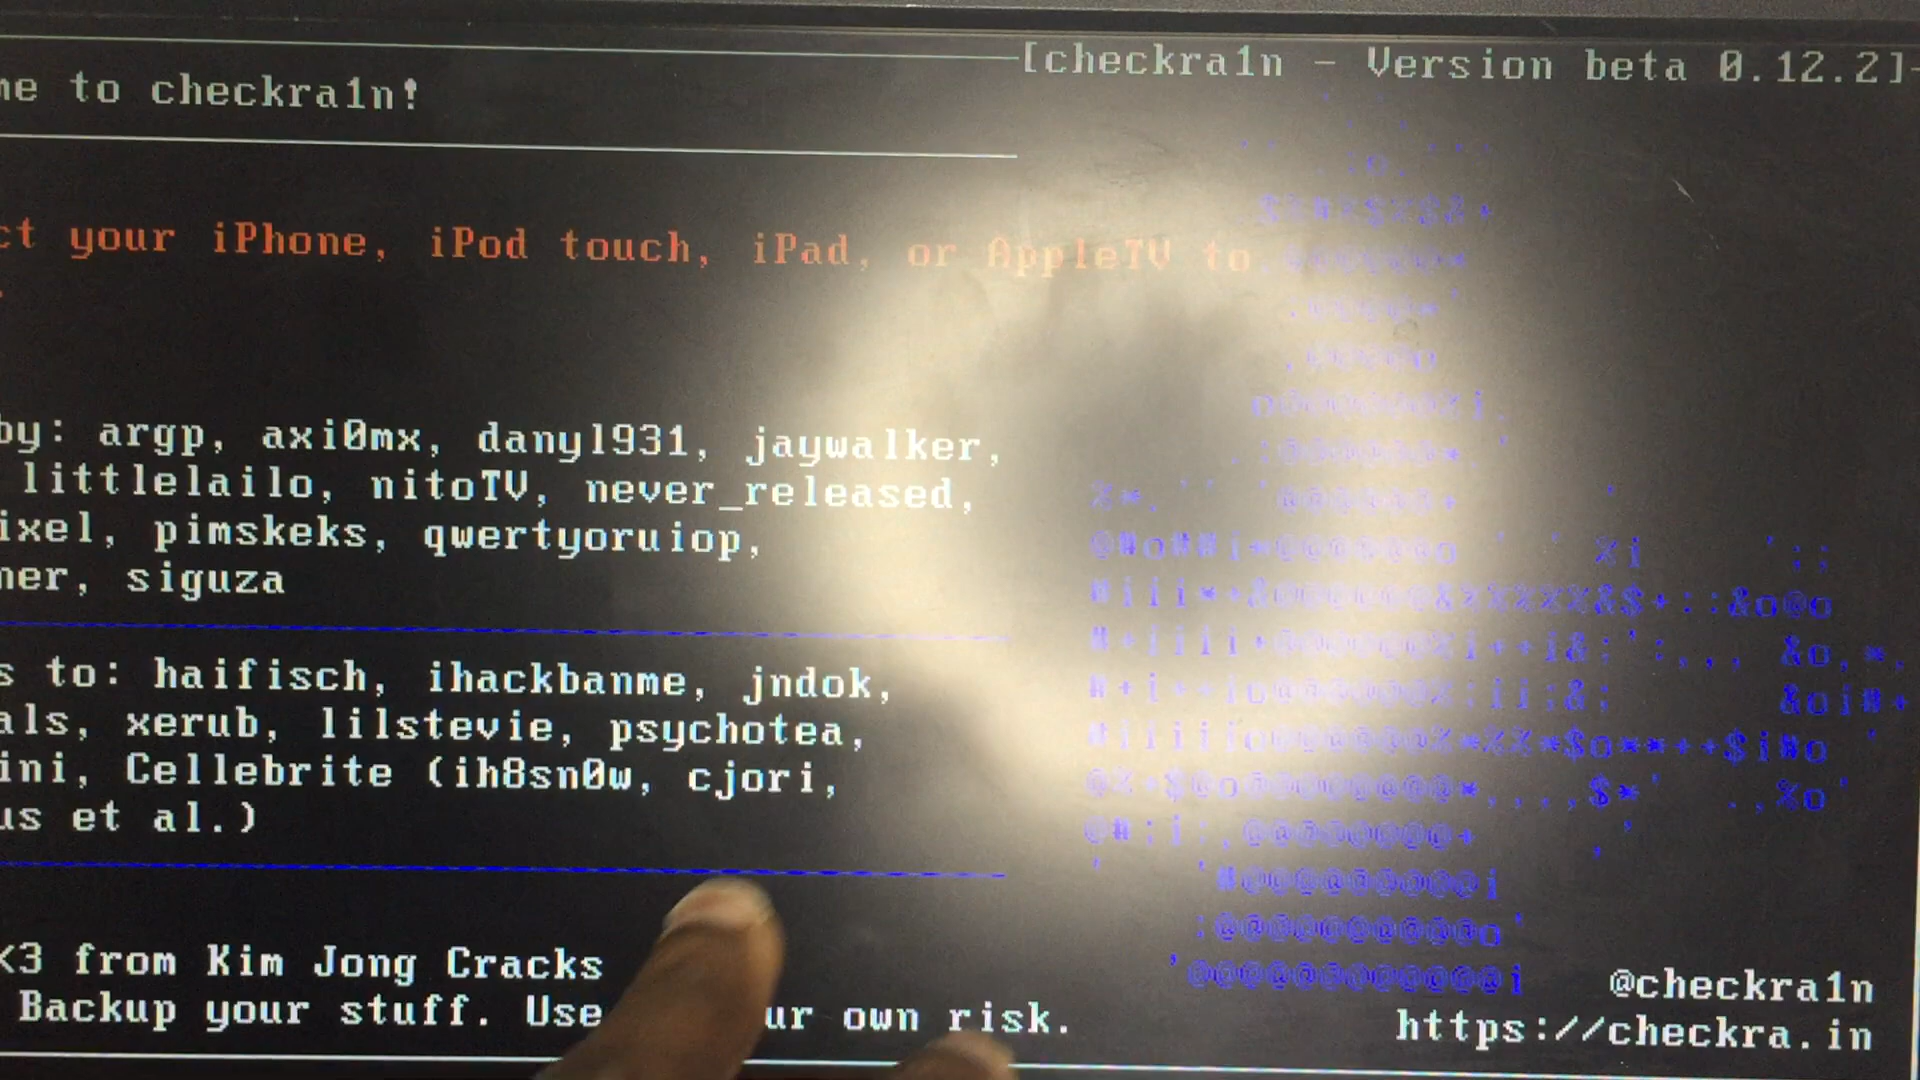 [checkra1n - Version beta 0.12.2]
me to checkra1n!
ct your iPhone, iPod touch, iPad, or AppleTV to
by: argp, axi0mx, danyl931, jaywalker,
littlelailo, nitoTV, never_released,
ixel, pimskeks, qwertyoruiop,
ner, siguza
s to: haifisch, ihackbanme, jndok,
als, xerub, lilstevie, psychotea,
ini, Cellebrite (ih8sn0w, cjori,
us et al.)
<3 from Kim Jong Cracks
Backup your stuff. Use ur own risk.
@checkra1n
https://checkra.in